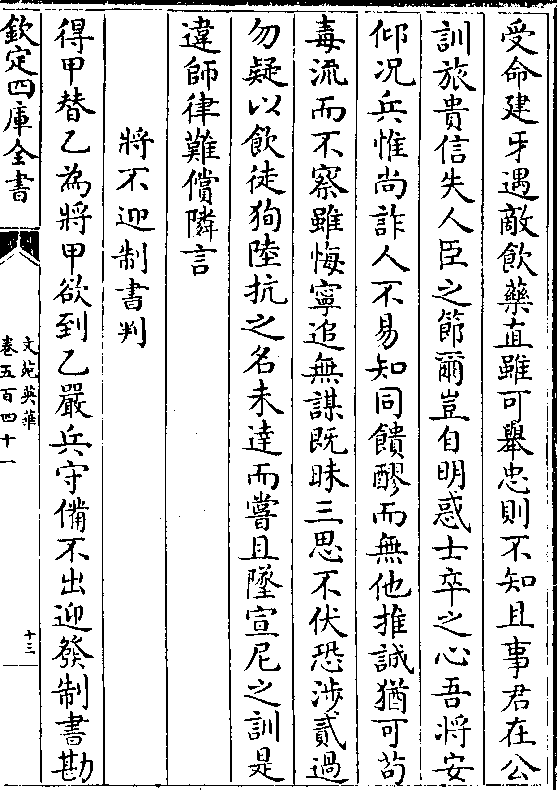 受命建牙遇敵飲藥直雖可舉忠則不知且事君在公
訓旅貴信失人臣之節爾豈自明惑士卒之心吾將安
仰况兵惟尚詐人不易知同饋醪而無他推誠猶可茍
毒流而不察雖悔寧追無謀既昧三思不伏恐涉貳過
勿疑以飲徒狥陸抗之名未達而嘗且墜宣尼之訓是
違師律難償隣言
將不迎制書判
得甲替乙為將甲欲到乙嚴兵守備不出迎發制書勘
欽定四庫全書
文苑英華
卷五百四十一
十三